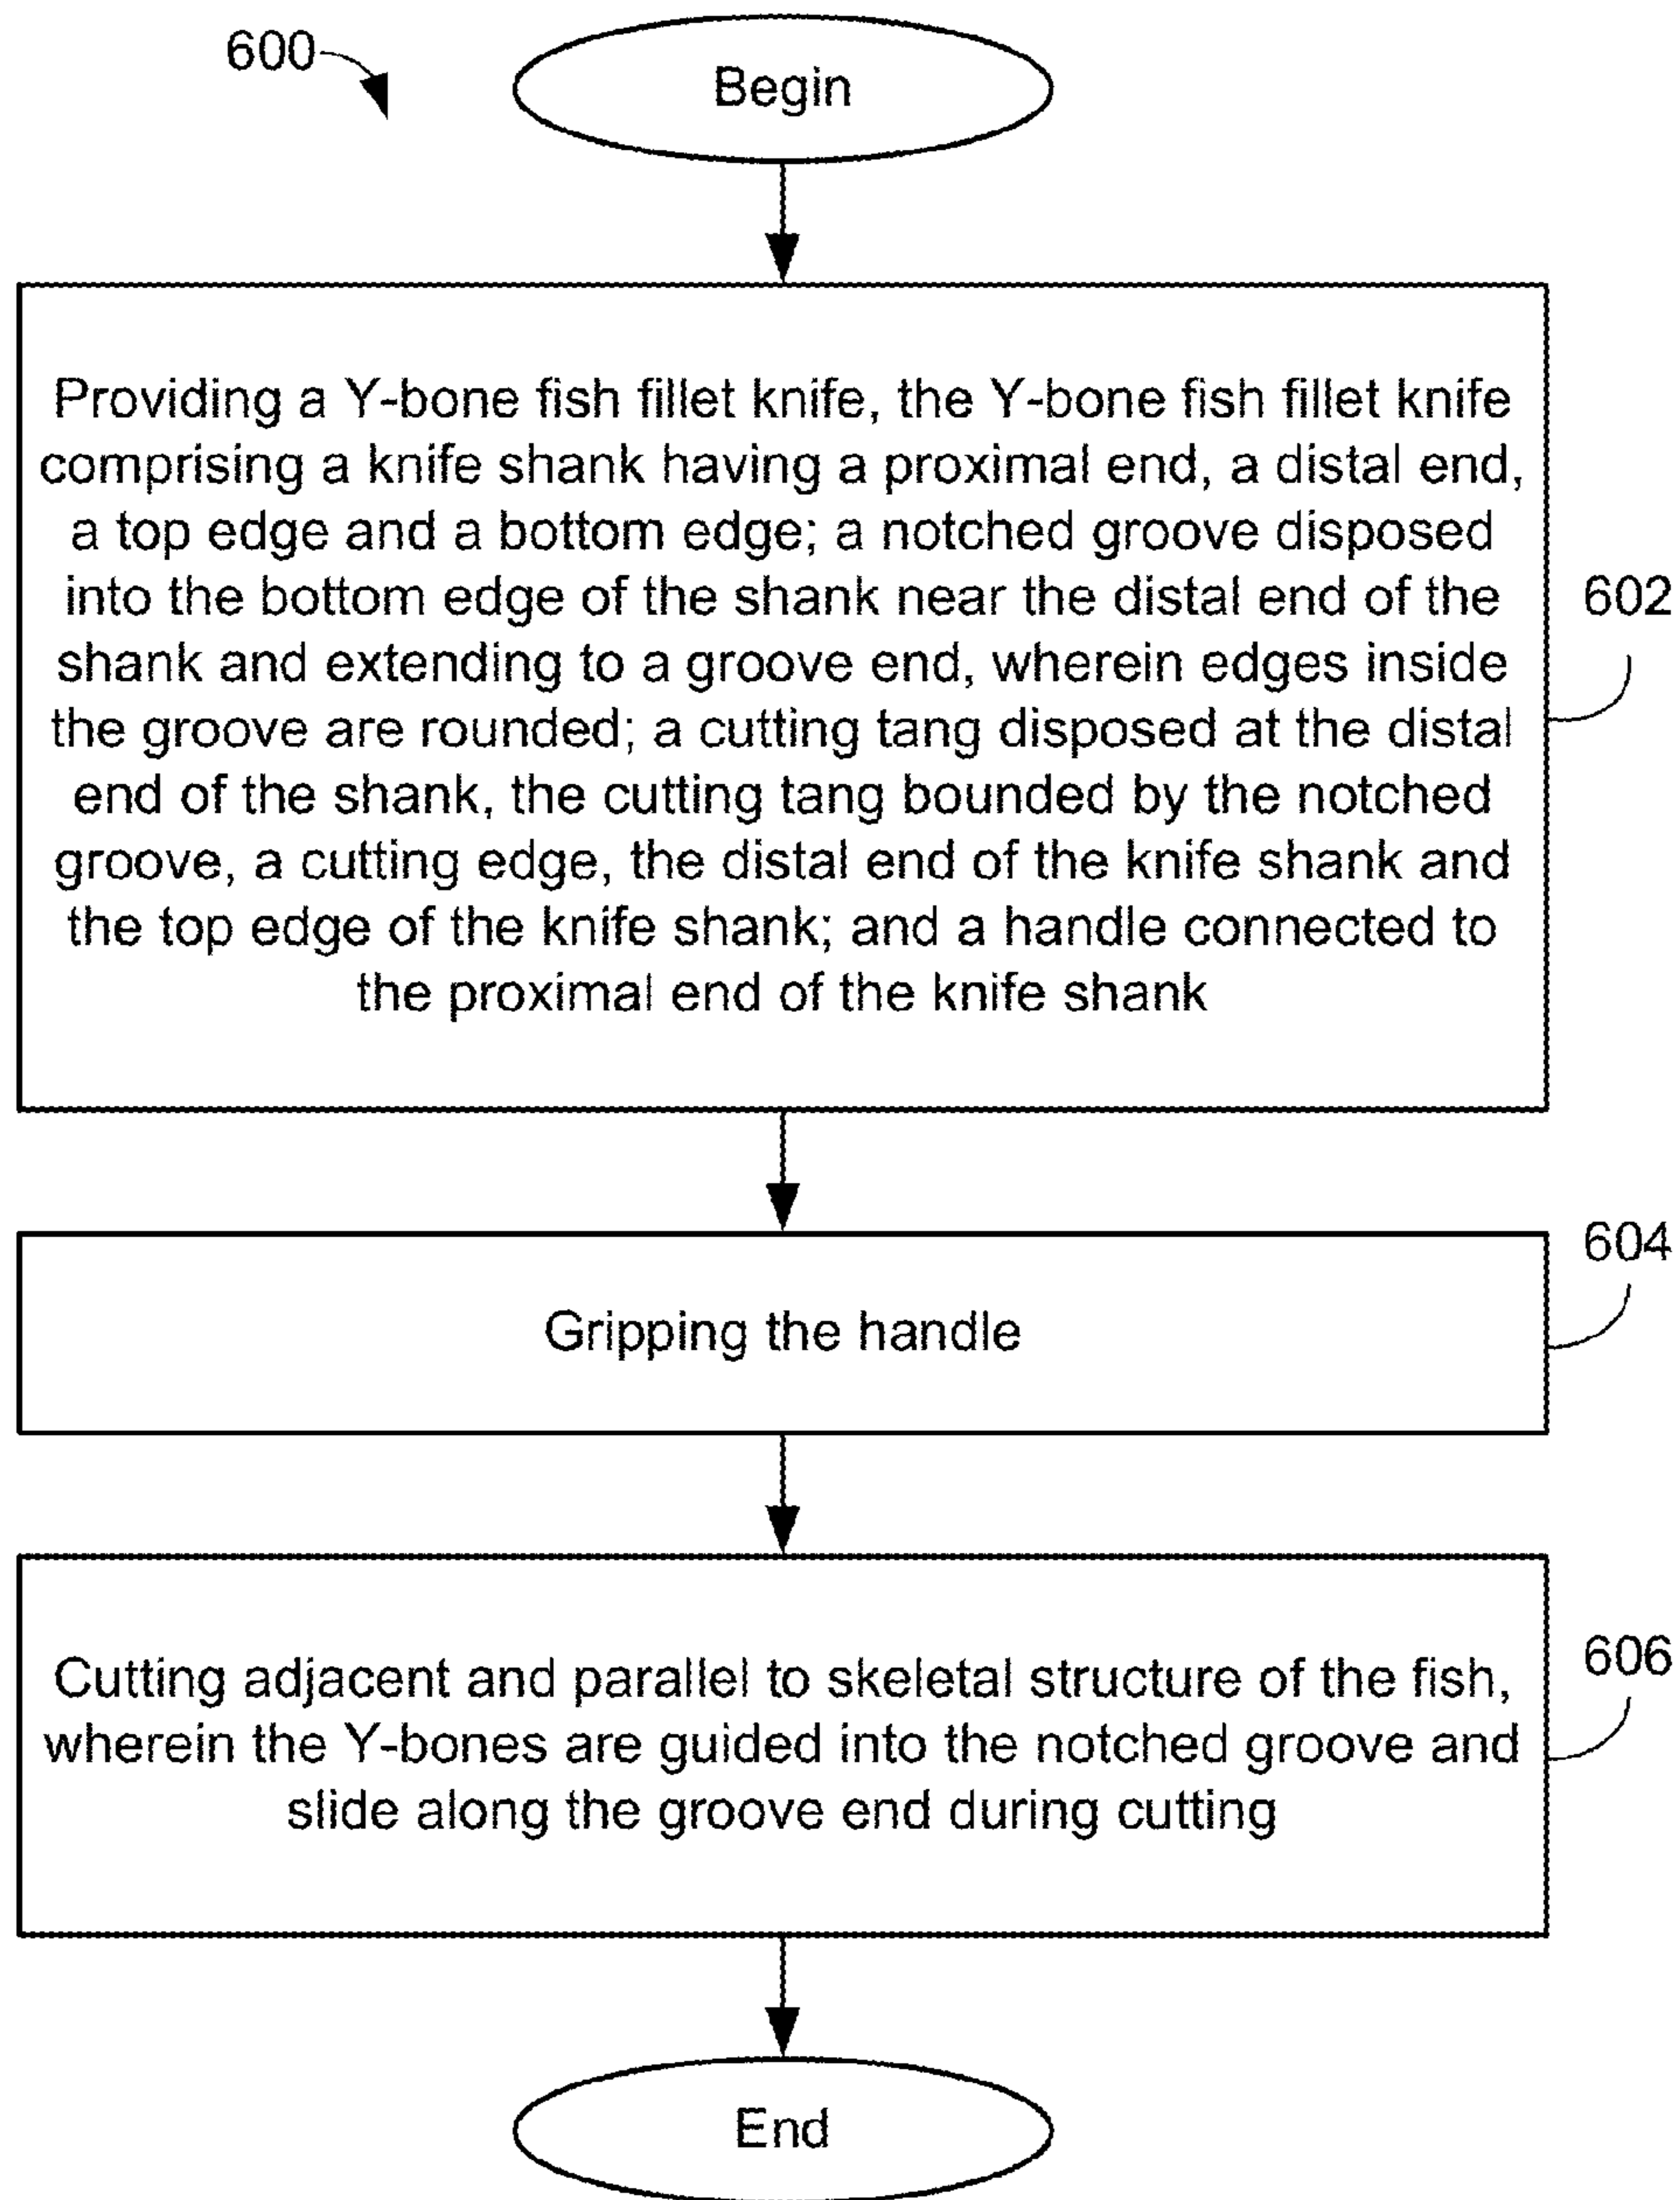 600
Begin
Providing a Y-bone fish fillet knife, the Y-bone fish fillet knife
comprising a knife shank having a proximal end, a distal end,
a top edge and a bottom edge; a notched groove disposed
into the bottom edge of the shank near the distal end of the
shank and extending to a groove end, wherein edges inside
the groove are rounded; a cutting tang disposed at the distal
end of the shank, the cutting tang bounded by the notched
groove, a cutting edge, the distal end of the knife shank and
the top edge of the knife shank; and a handle connected to
the proximal end of the knife shank
602
Gripping the handle
604
Cutting adjacent and parallel to skeletal structure of the fish,
wherein the Y-bones are guided into the notched groove and
slide along the groove end during cutting
606
End